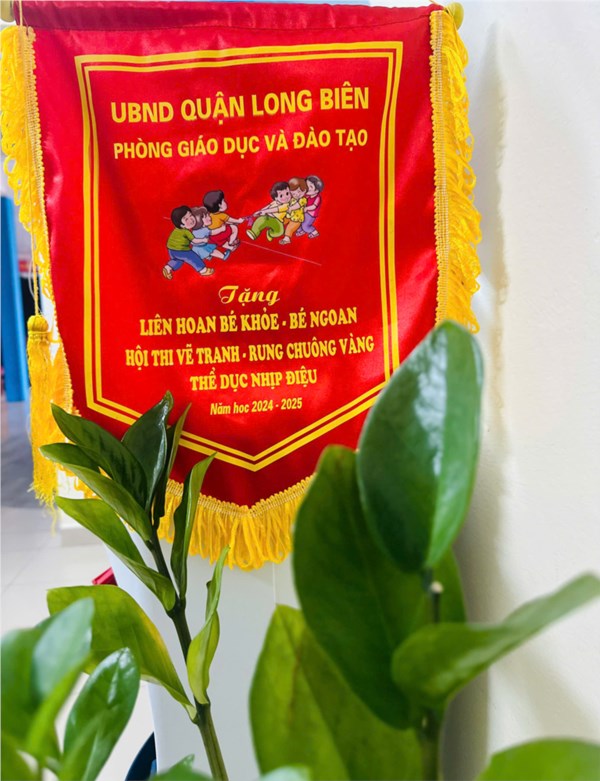 UBND QUẬN LONG BIÊN
PHÒNG GIÁO DỤC VÀ ĐÀO TẠO
Tặng
LIÊN HOAN BÉ KHỎE - BÉ NGOAN
HỘI THI VẼ TRANH - RUNG CHUÔNG VÀNG
THỂ DỤC NHỊP ĐIỆU
Năm học 2024 - 2025